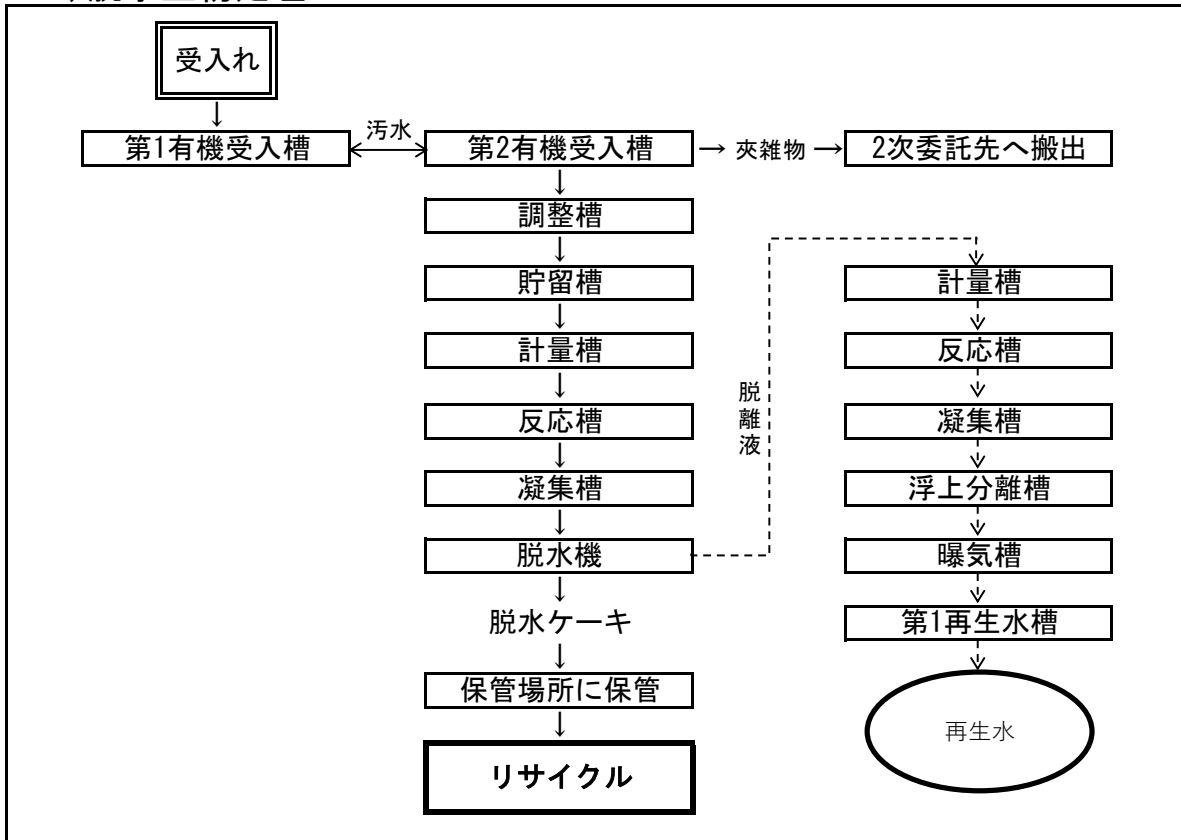 受入れ
第1有機受入槽
汚水
第2有機受入槽
夾雑物
2次委託先へ搬出
調整槽
貯留槽
計量槽
反応槽
凝集槽
脱水機
脱水ケーキ
保管場所に保管
リサイクル
脱離液
計量槽
反応槽
凝集槽
浮上分離槽
曝気槽
第1再生水槽
再生水